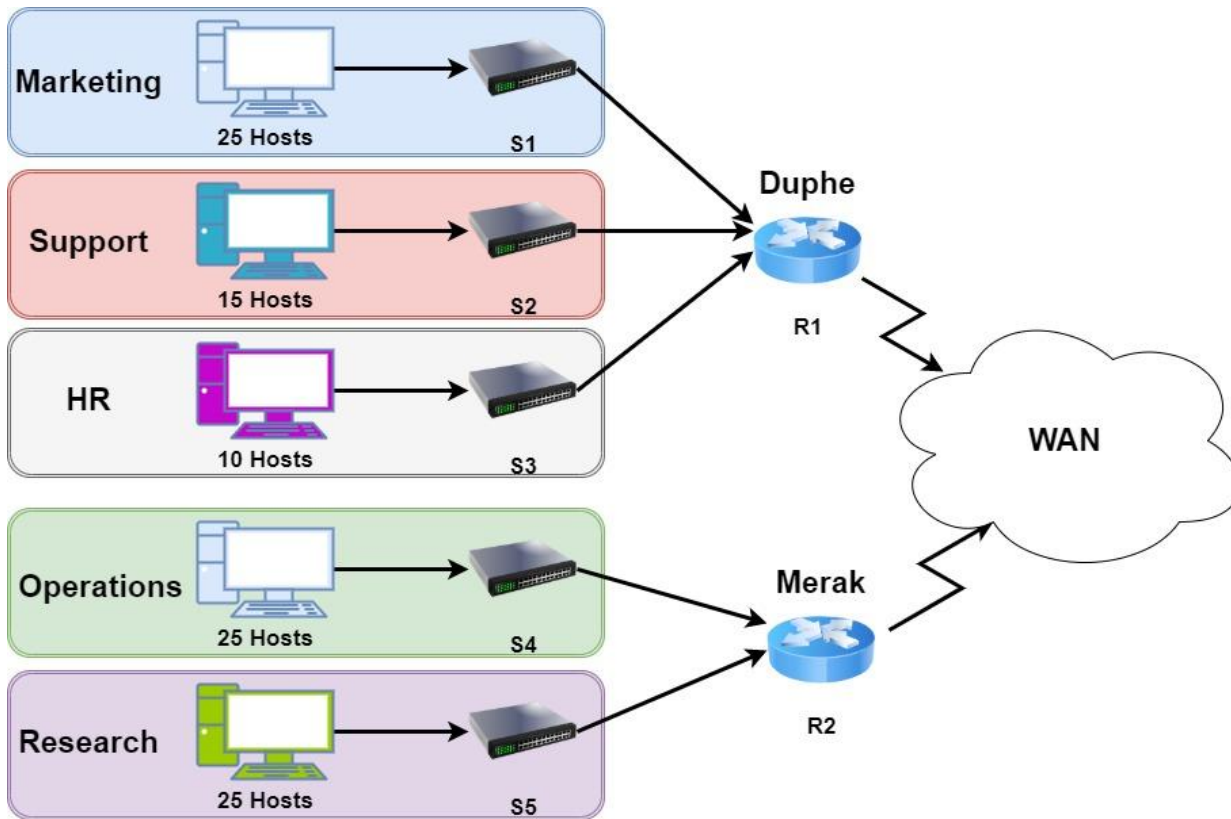 Marketing
25 Hosts
S1
Support
15 Hosts
S2
HR
10 Hosts
S3
Duphe
R1
WAN
Operations
25 Hosts
S4
Research
25 Hosts
S5
Merak
R2